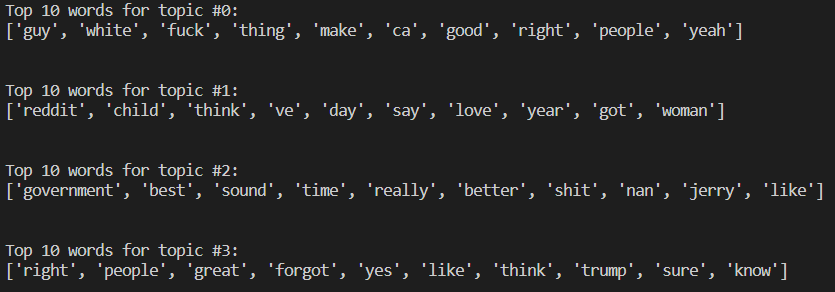 Top 10 words for topic #0:
['guy', 'white', 'fuck', 'thing', 'make', 'ca', 'good', 'right', 'people', 'yeah']
Top 10 words for topic #1:
['reddit', 'child', 'think', 've', 'day', 'say', 'love', 'year', 'got', 'woman']
Top 10 words for topic #2:
['government', 'best', 'sound', 'time', 'really', 'better', 'shit', 'nan', 'jerry', 'like']
Top 10 words for topic #3:
['right', 'people', 'great', 'forgot', 'yes', 'like', 'think', 'trump', 'sure', 'know']